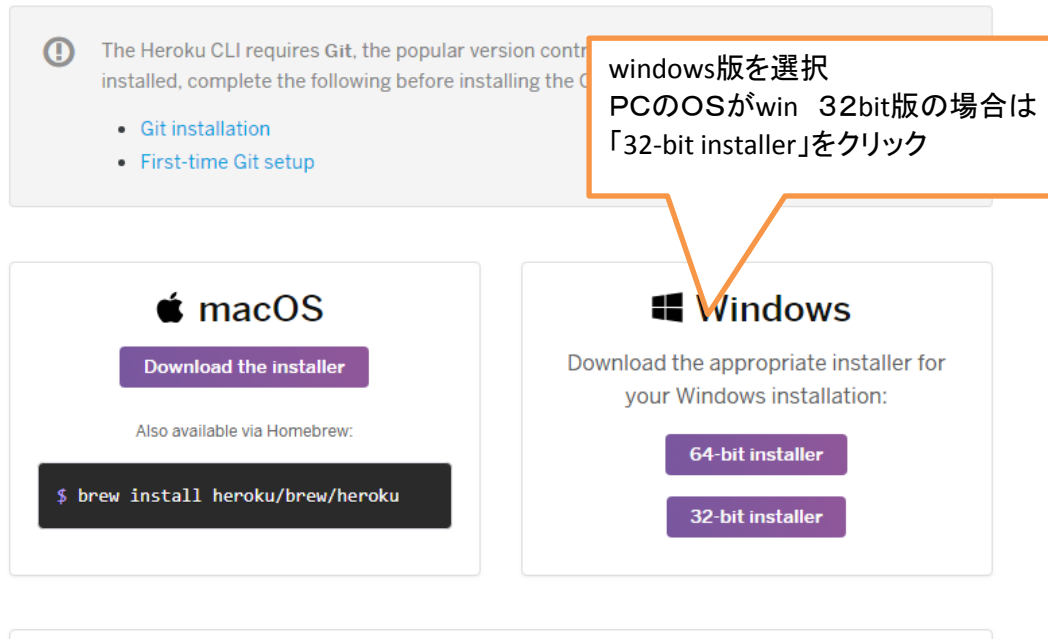 The Heroku CLI requires Git, the popular version contr
installed, complete the following before installing the
Git installation
First-time Git setup
windows版を選択
ＰＣのＯＳがwin　３２bit版の場合は
「32-bit installer」をクリック
macOS
Download the installer
Also available via Homebrew:
$ brew install heroku/brew/heroku
Windows
Download the appropriate installer for
your Windows installation:
64-bit installer
32-bit installer